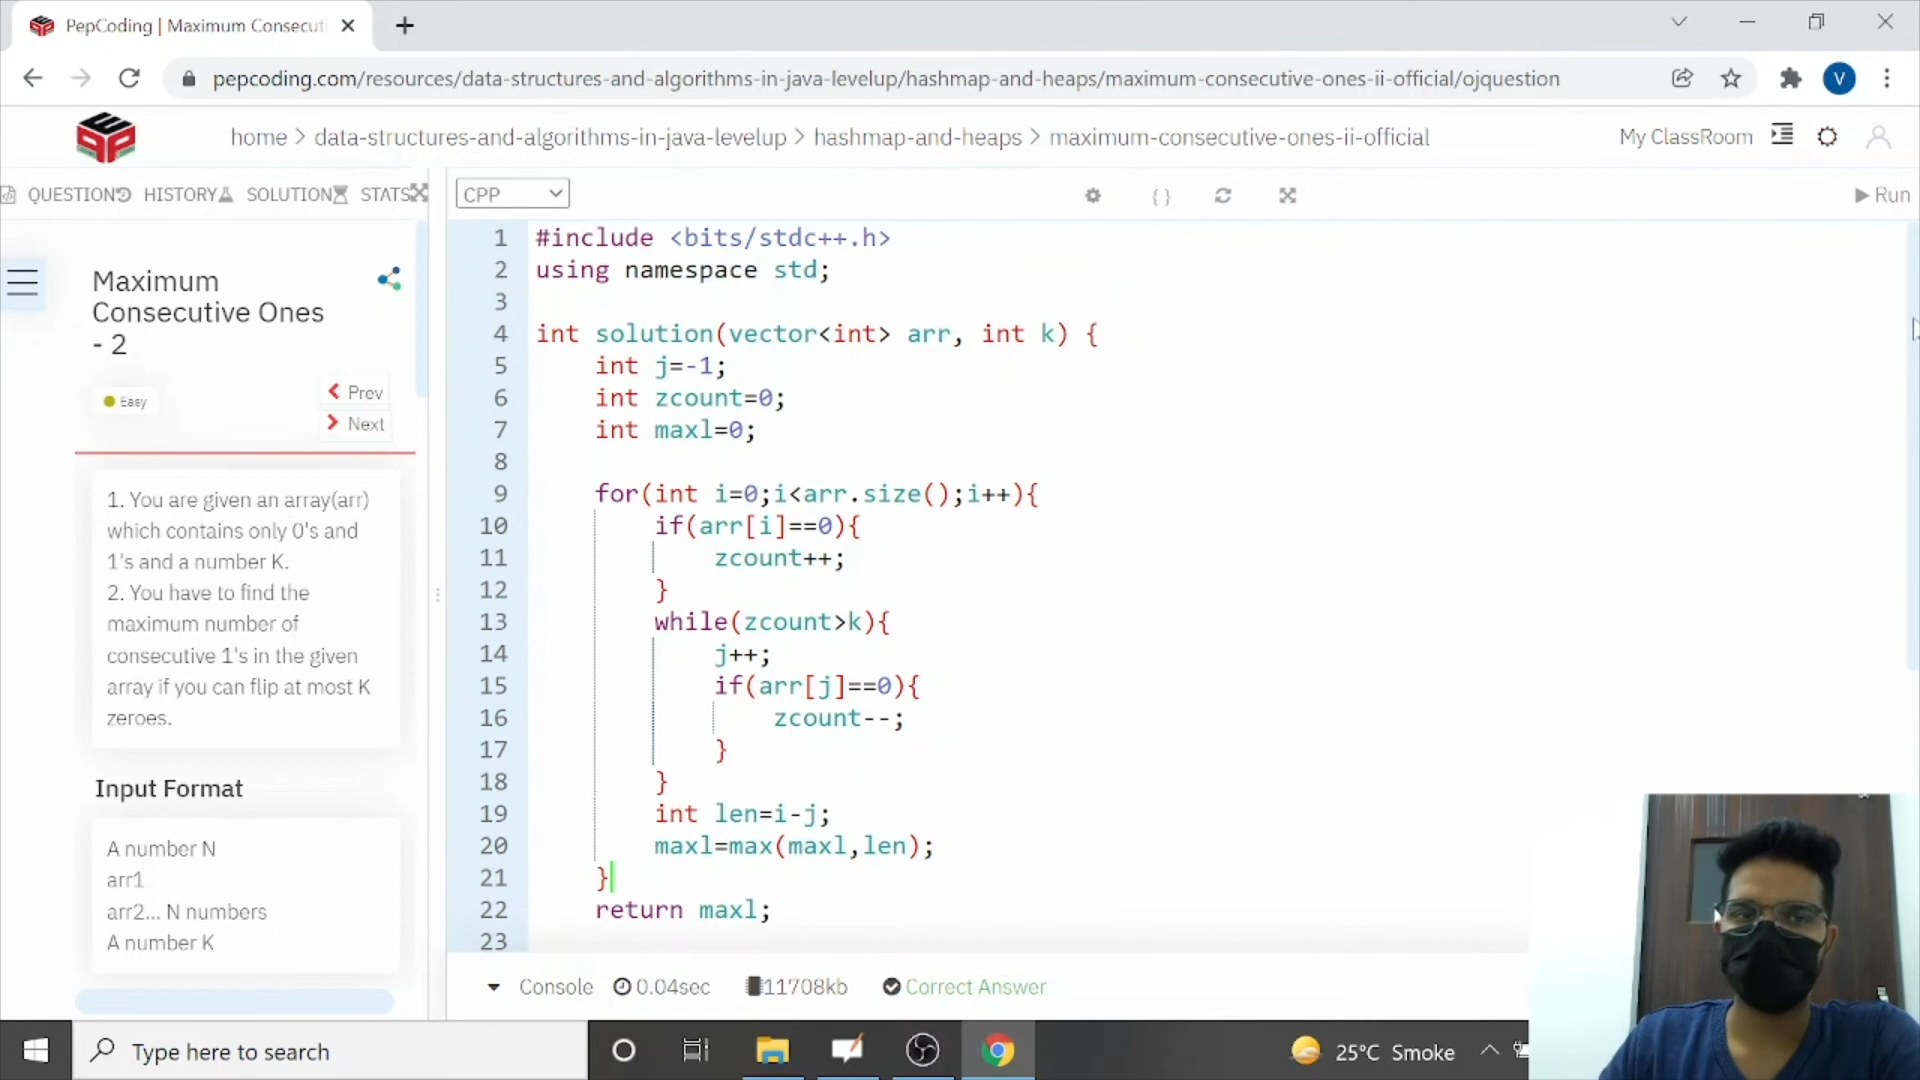 PepCoding | Maximum Consecuti
pepcoding.com/resources/data-structures-and-algorithms-in-java-levelup/hashmap-and-heaps/maximum-consecutive-ones-ii-official/ojquestion
V
home > data-structures-and-algorithms-in-java-levelup > hashmap-and-heaps > maximum-consecutive-ones-ii-official
My ClassRoom
QUESTION HISTORY SOLUTION STATS
CPP
Run
Maximum
Consecutive Ones
- 2
Easy
Prev
Next
1. You are given an array(arr)
which contains only 0's and
1's and a number K.
2. You have to find the
maximum number of
consecutive 1's in the given
array if you can flip at most K
zeroes.
Input Format
A number N
arr1
arr2... N numbers
A number K
1 #include <bits/stdc++.h>
2 using namespace std;
3
4 int solution(vector<int> arr, int k) {
5 int j=-1;
6 int zcount=0;
7 int maxl=0;
8
9 for(int i=0;i<arr.size();i++){
10 if(arr[i]==0){
11 zcount++;
12 }
13 while(zcount>k){
14 j++;
15 if(arr[j]==0){
16 zcount--;
17 }
18 }
19 int len=i-j;
20 maxl=max(maxl,len);
21 }
22 return maxl;
23
Console 0.04sec 11708kb Correct Answer
Type here to search
25°C Smoke